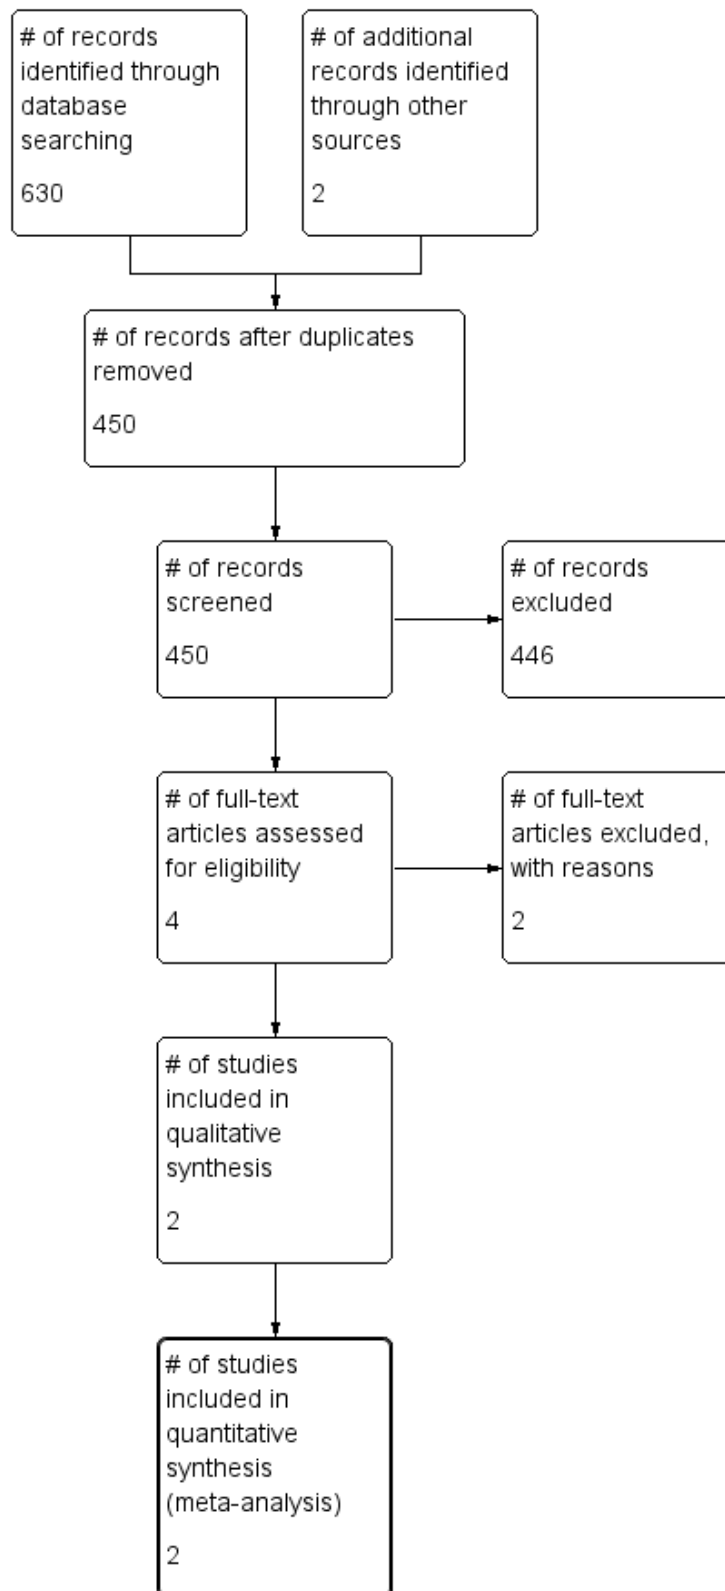 # of records
identified through
database
searching
630
# of additional
records identified
through other
sources
2
# of records after duplicates
removed
450
# of records
screened
450
# of records
excluded
446
# of full-text
articles assessed
for eligibility
4
# of full-text
articles excluded,
with reasons
2
# of studies
included in
qualitative
synthesis
2
# of studies
included in
quantitative
synthesis
(meta-analysis)
2